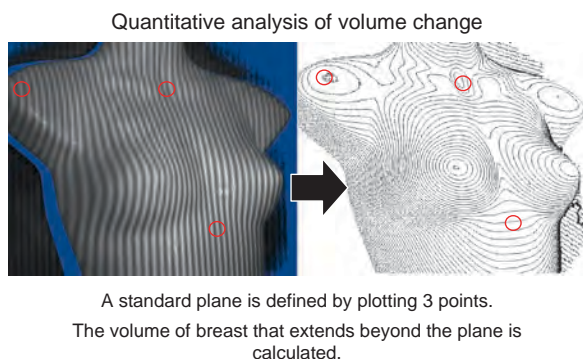 Quantitative analysis of volume change
A standard plane is defined by plotting 3 points.
The volume of breast that extends beyond the plane is
calculated.